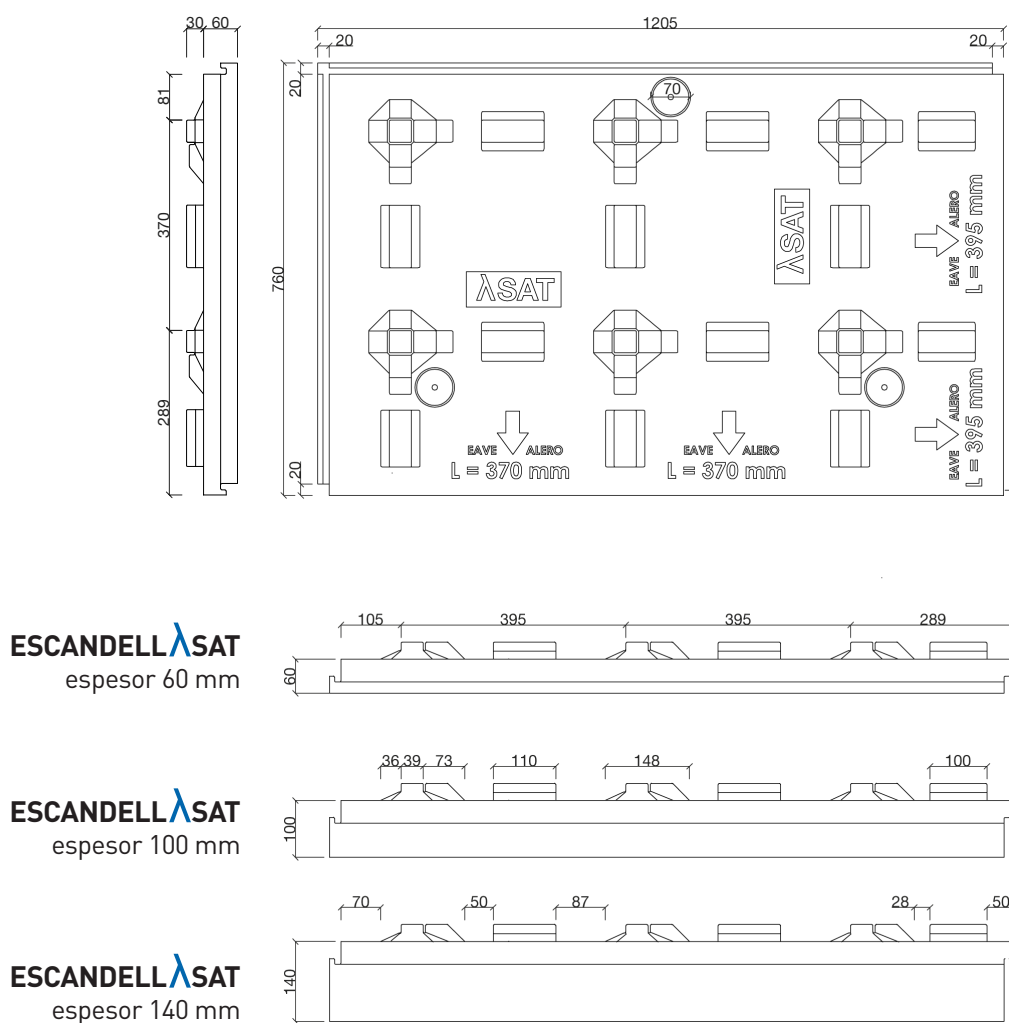 30 60
1205
20
20
70
81
20
370
760
289
20
λSAT
λSAT
EAVE ALERO
L = 395 mm
EAVE ALERO
L = 395 mm
EAVE ALERO
L = 370 mm
EAVE ALERO
L = 370 mm
ESCANDELLλSAT
espesor 60 mm
105
395
395
289
60
ESCANDELLλSAT
espesor 100 mm
36 39 73
110
148
100
100
ESCANDELLλSAT
espesor 140 mm
70
50
87
28
50
140